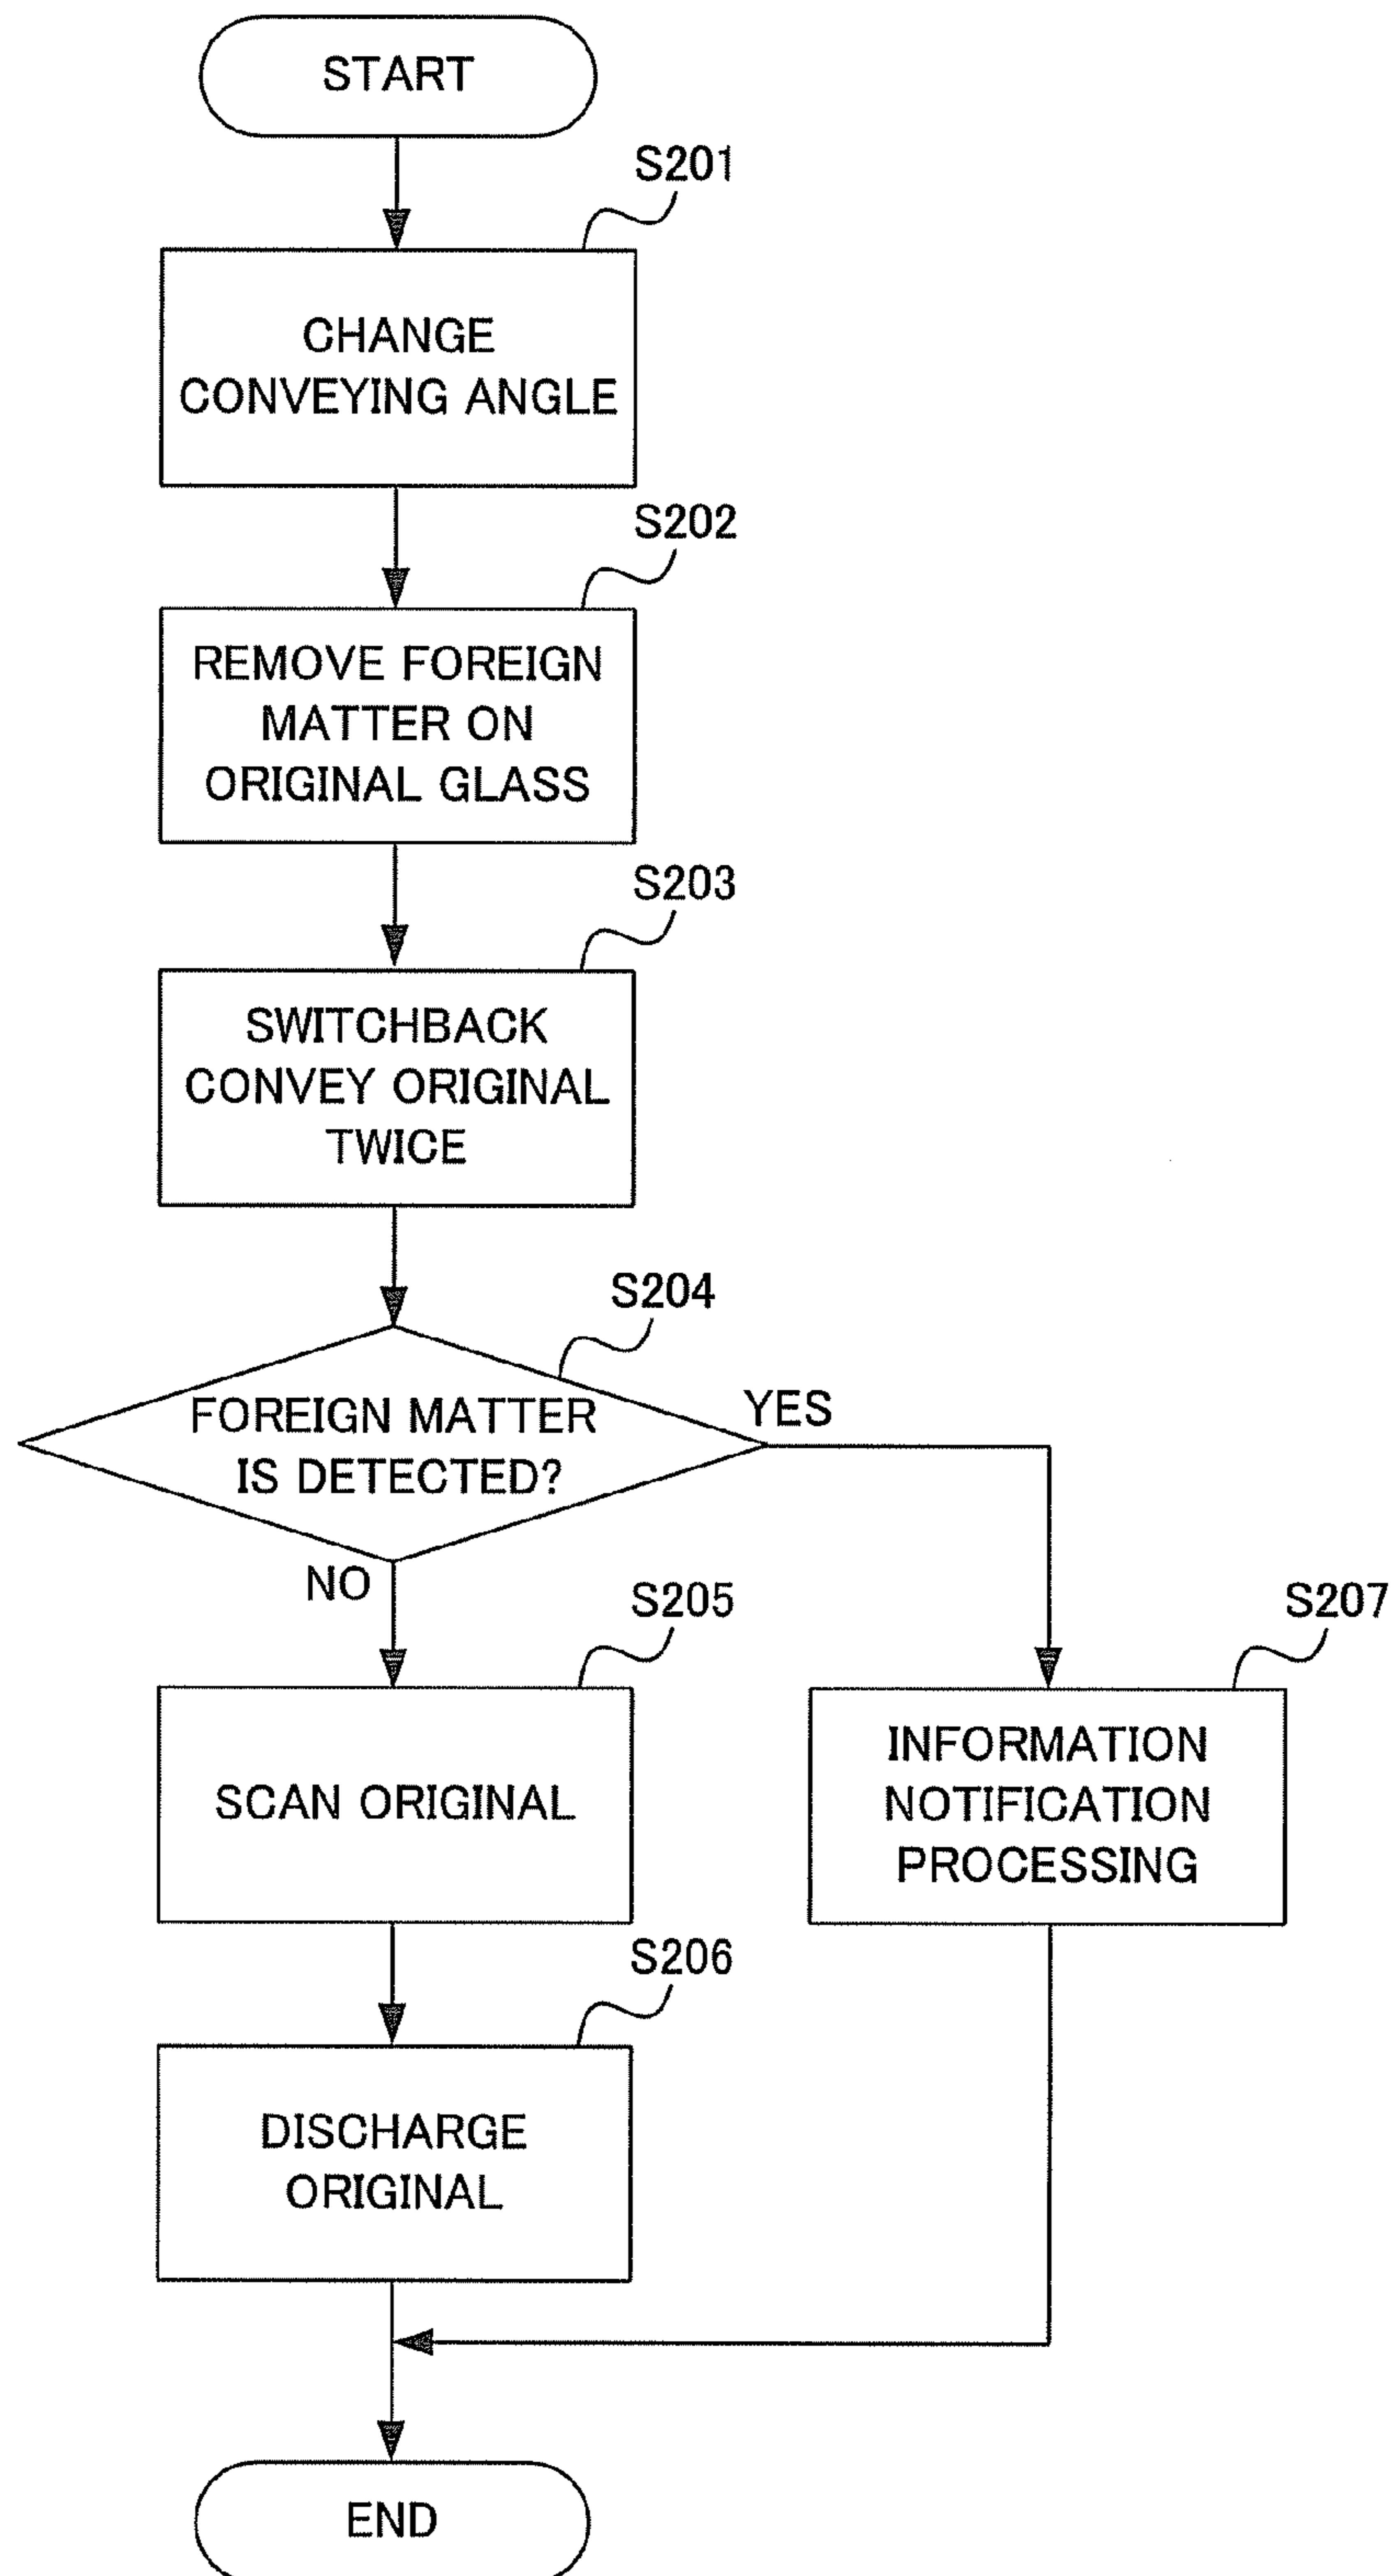 START
S201
CHANGE
CONVEYING ANGLE
S202
REMOVE FOREIGN
MATTER ON
ORIGINAL GLASS
S203
SWITCHBACK
CONVEY ORIGINAL
TWICE
S204
FOREIGN MATTER
IS DETECTED?
YES
NO
S205
SCAN ORIGINAL
S207
INFORMATION
NOTIFICATION
PROCESSING
S206
DISCHARGE
ORIGINAL
END